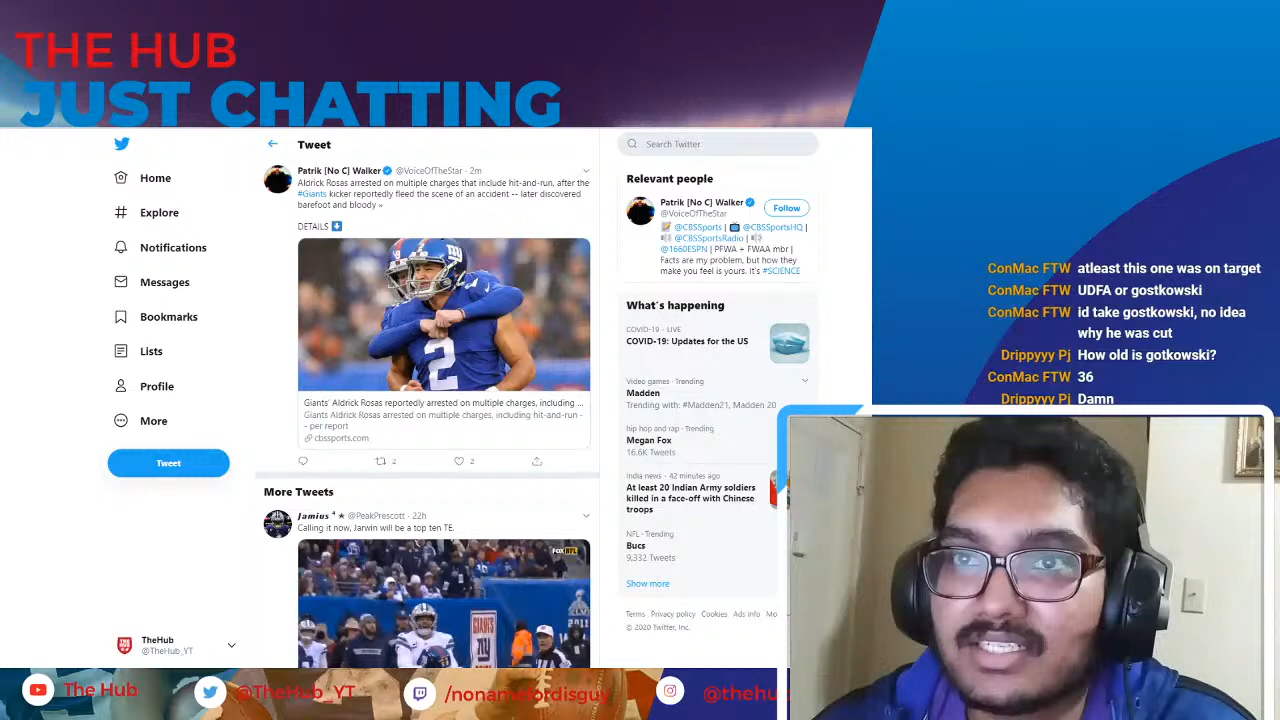 THE HUB
JUST CHATTING
Tweet
Search Twitter
Home
Explore
Notifications
Messages
Bookmarks
Lists
Profile
More
Tweet
TheHub
@TheHub_YT
Patrik [No C] Walker @VoiceOfTheStar · 2m
Aldrick Rosas arrested on multiple charges that include hit-and-run, after the
#Giants kicker reportedly fled the scene of an accident -- later discovered
barefoot and bloody »
DETAILS
Giants' Aldrick Rosas reportedly arrested on multiple charges, including ...
Giants Aldrick Rosas arrested on multiple charges, including hit-and-run -
- per report
cbssports.com
2
2
More Tweets
Jamius ⁴ ★ @PeakPrescott · 22h
Calling it now, Jarwin will be a top ten TE.
FOX NFL
GIANTS
Relevant people
Patrik [No C] Walker
@VoiceOfTheStar
Follow
@CBSSports | @CBSSportsHQ |
@CBSSportsRadio |
@1660ESPN | PFWA + FWAA mbr |
Facts are my problem, but how they
make you feel is yours. It's #SCIENCE
What's happening
COVID-19 · LIVE
COVID-19: Updates for the US
Video games · Trending
Madden
Trending with: #Madden21, Madden 20
hip hop and rap · Trending
Megan Fox
16.6K Tweets
India news · 42 minutes ago
At least 20 Indian Army soldiers
killed in a face-off with Chinese
troops
NFL · Trending
Bucs
9,332 Tweets
Show more
Terms Privacy policy Cookies Ads info Mo
© 2020 Twitter, Inc.
ConMac FTW atleast this one was on target
ConMac FTW UDFA or gostkowski
ConMac FTW id take gostkowski, no idea
why he was cut
Drippyyy Pj How old is gotkowski?
ConMac FTW 36
Drippyyy Pj Damn
The Hub
@TheHub_YT
/nonamefordisguy
@thehu